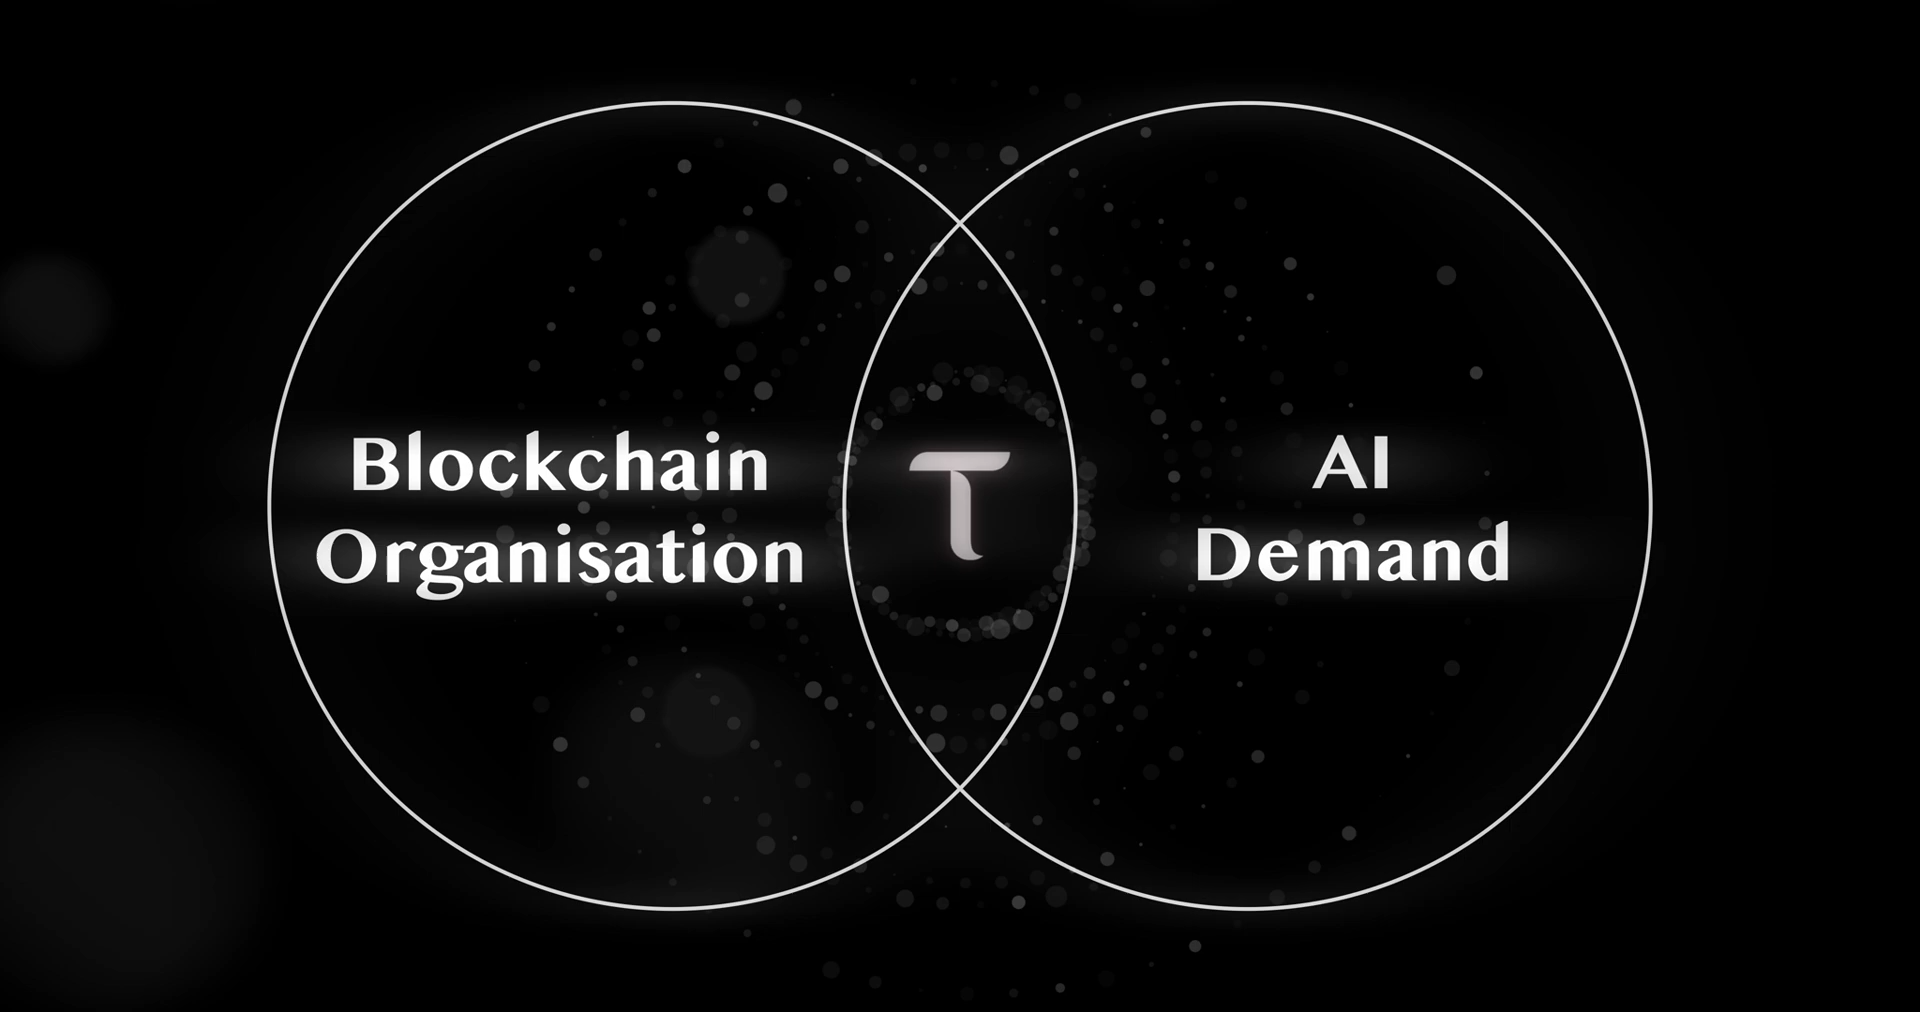 Blockchain
Organisation
τ
AI
Demand